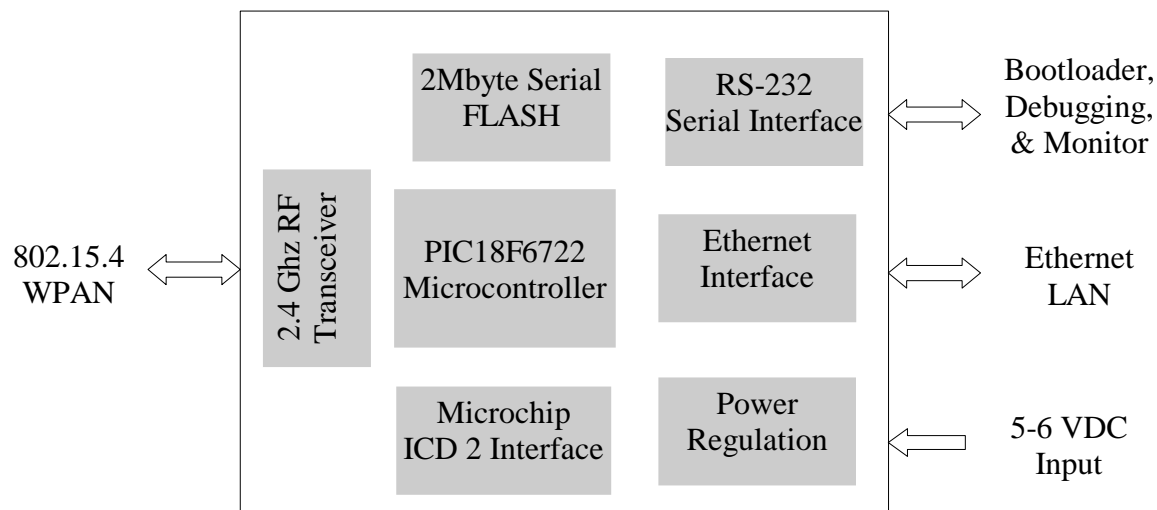 2Mbyte Serial
FLASH
RS-232
Serial Interface
Bootloader,
Debugging,
& Monitor
802.15.4
WPAN
2.4 Ghz RF
Transceiver
PIC18F6722
Microcontroller
Ethernet
Interface
Ethernet
LAN
Microchip
ICD 2 Interface
Power
Regulation
5-6 VDC
Input